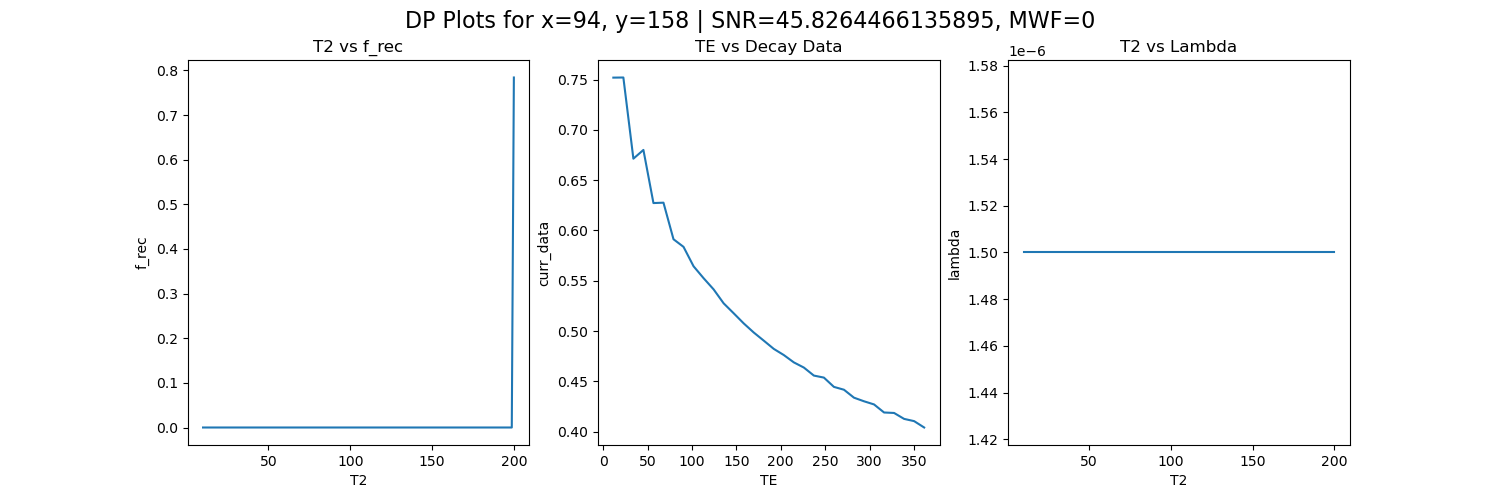 DP Plots for x=94, y=158 | SNR=45.8264466135895, MWF=0
T2 vs f_rec
0.8
0.7
0.6
0.5
0.4
0.3
0.2
0.1
0.0
f_rec
50 100 150 200
T2
TE vs Decay Data
0.75
0.70
0.65
0.60
0.55
0.50
0.45
0.40
curr_data
0 50 100 150 200 250 300 350
TE
T2 vs Lambda
1e−6
1.58
1.56
1.54
1.52
1.50
1.48
1.46
1.44
1.42
lambda
50 100 150 200
T2